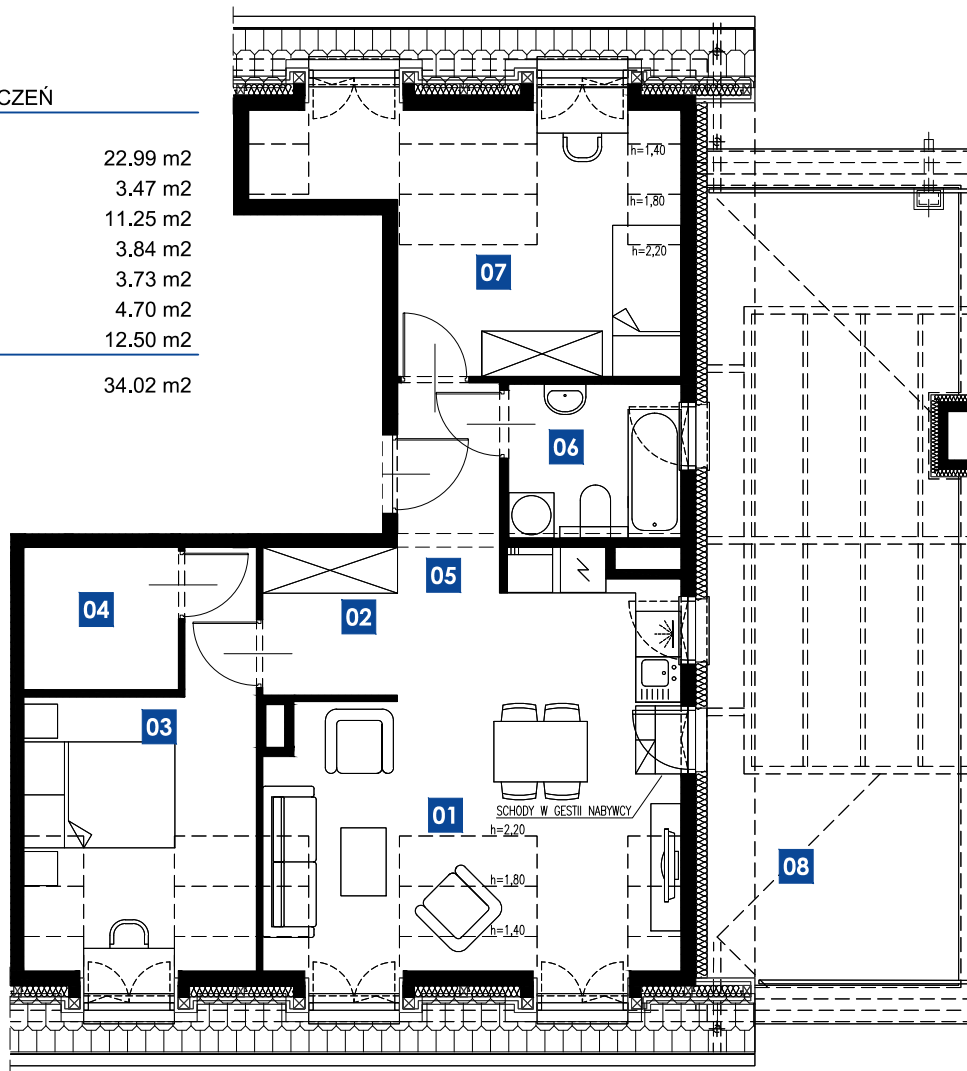 CZEŃ
22.99 m2
3.47 m2
11.25 m2
3.84 m2
3.73 m2
4.70 m2
12.50 m2
34.02 m2
h=1,40
h=1,80
h=2,20
07
06
05
04
02
03
01
SCHODY W GESTII NABYWCY
h=2,20
h=1,80
h=1,40
08